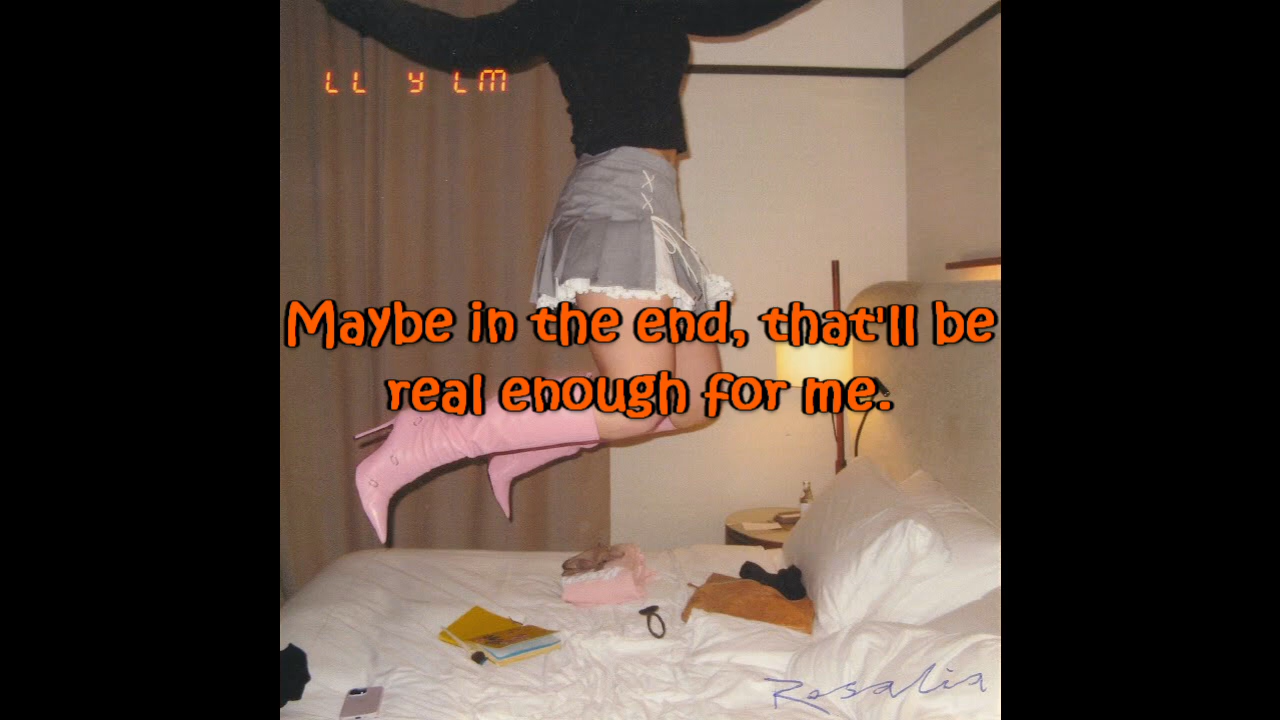 LL Y LM
Maybe in the end, that'll be
real enough for me.
Rosalia